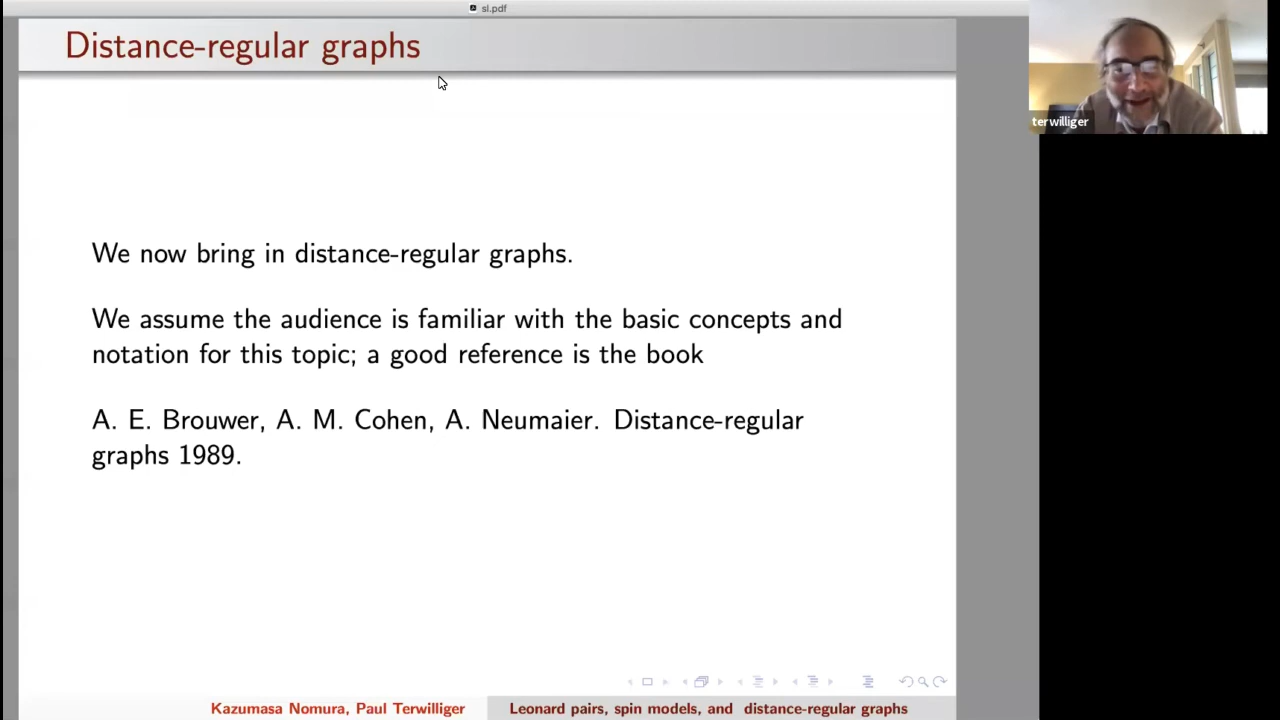 sl.pdf
Distance-regular graphs
terwilliger
We now bring in distance-regular graphs.
We assume the audience is familiar with the basic concepts and
notation for this topic; a good reference is the book
A. E. Brouwer, A. M. Cohen, A. Neumaier. Distance-regular
graphs 1989.
Kazumasa Nomura, Paul Terwilliger
Leonard pairs, spin models, and distance-regular graphs